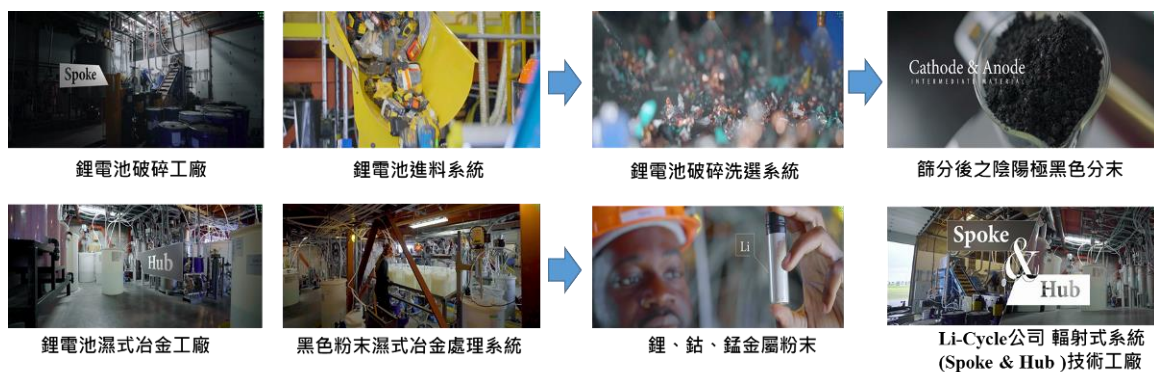 Spoke
Cathode & Anode
INTERMEDIATE MATERIAL
鋰電池破碎工廠
鋰電池進料系統
鋰電池破碎洗選系統
篩分後之陰陽極黑色分末
Hub
Li
Spoke
&
Hub
鋰電池濕式冶金工廠
黑色粉末濕式冶金處理系統
鋰、鈷、錳金屬粉末
Li-Cycle公司 輻射式系統
(Spoke & Hub )技術工廠